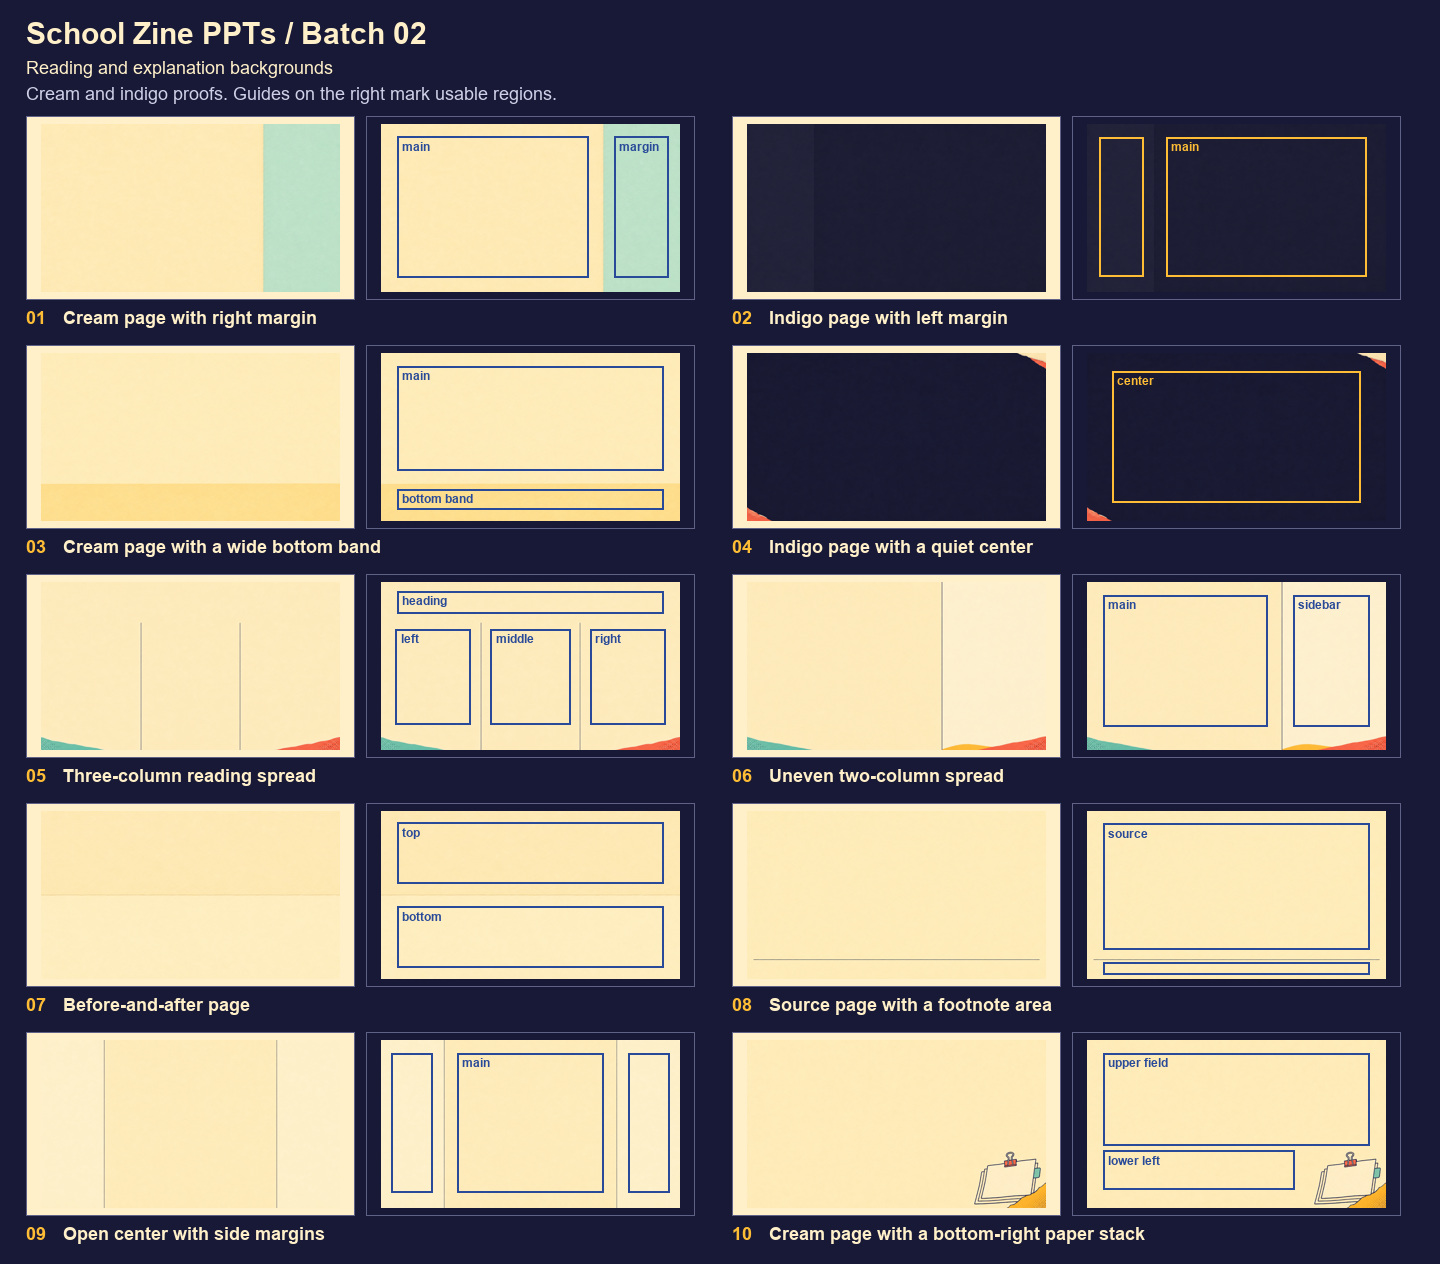 School Zine PPTs / Batch 02
Reading and explanation backgrounds
Cream and indigo proofs. Guides on the right mark usable regions.
main
margin
01 Cream page with right margin
main
02 Indigo page with left margin
main
bottom band
03 Cream page with a wide bottom band
center
04 Indigo page with a quiet center
heading
left
middle
right
05 Three-column reading spread
main
sidebar
06 Uneven two-column spread
top
bottom
07 Before-and-after page
source
08 Source page with a footnote area
main
09 Open center with side margins
upper field
lower left
10 Cream page with a bottom-right paper stack